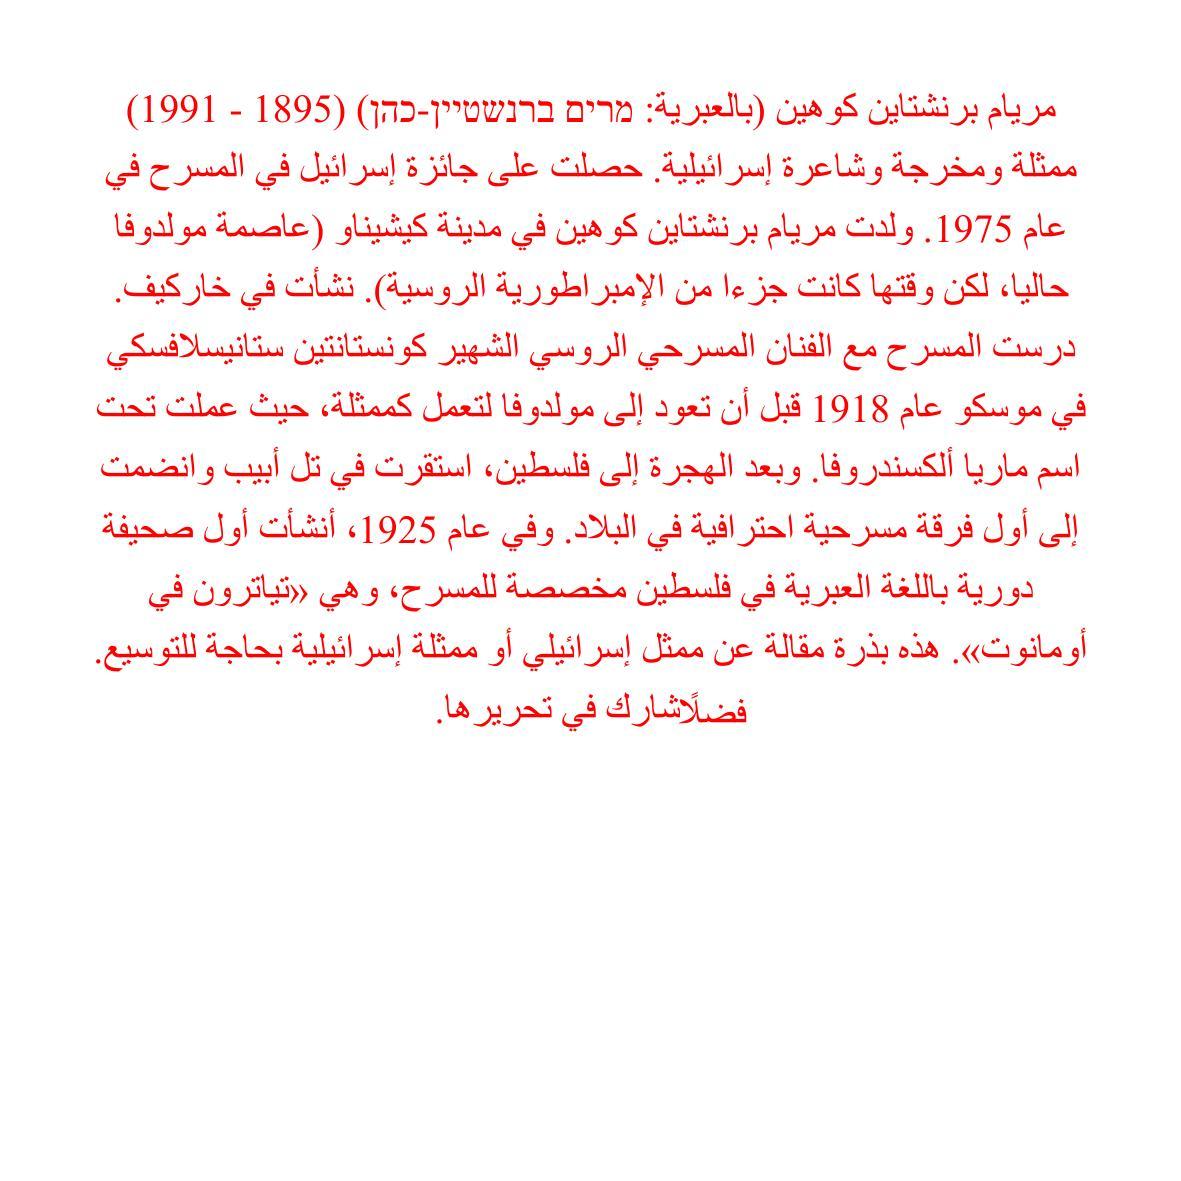 مريام برنشتاين كوهين (بالعبرية: מרים ברנשטיין-כהן) (1895 - 1991)
ممثلة ومخرجة وشاعرة إسرائيلية. حصلت على جائزة إسرائيل في المسرح في
عام 1975. ولدت مريام برنشتاين كوهين في مدينة كيشيناو (عاصمة مولدوفا
حاليا، لكن وقتها كانت جزءا من الإمبراطورية الروسية). نشأت في خاركيف.
درست المسرح مع الفنان المسرحي الروسي الشهير كونستانتين ستانيسلافسكي
في موسكو عام 1918 قبل أن تعود إلى مولدوفا لتعمل كممثلة، حيث عملت تحت
اسم ماريا ألكسندروفا. وبعد الهجرة إلى فلسطين، استقرت في تل أبيب وانضمت
إلى أول فرقة مسرحية احترافية في البلاد. وفي عام 1925، أنشأت أول صحيفة
دورية باللغة العبرية في فلسطين مخصصة للمسرح، وهي «تياترون في
أومانوت». هذه بذرة مقالة عن ممثل إسرائيلي أو ممثلة إسرائيلية بحاجة للتوسيع.
فضلًاشارك في تحريرها.